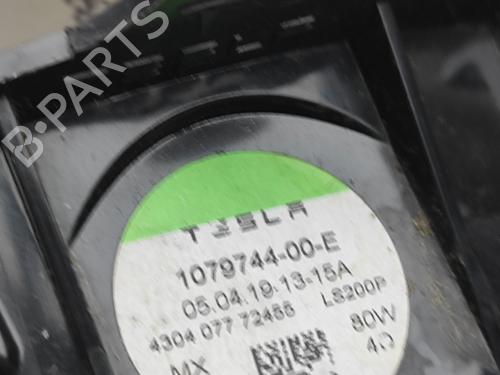 B-PARTS
TESLA
1079744-00-E
05.04.19-13-15A
4304 077 72455 LS200P
MX 80W
4Ω